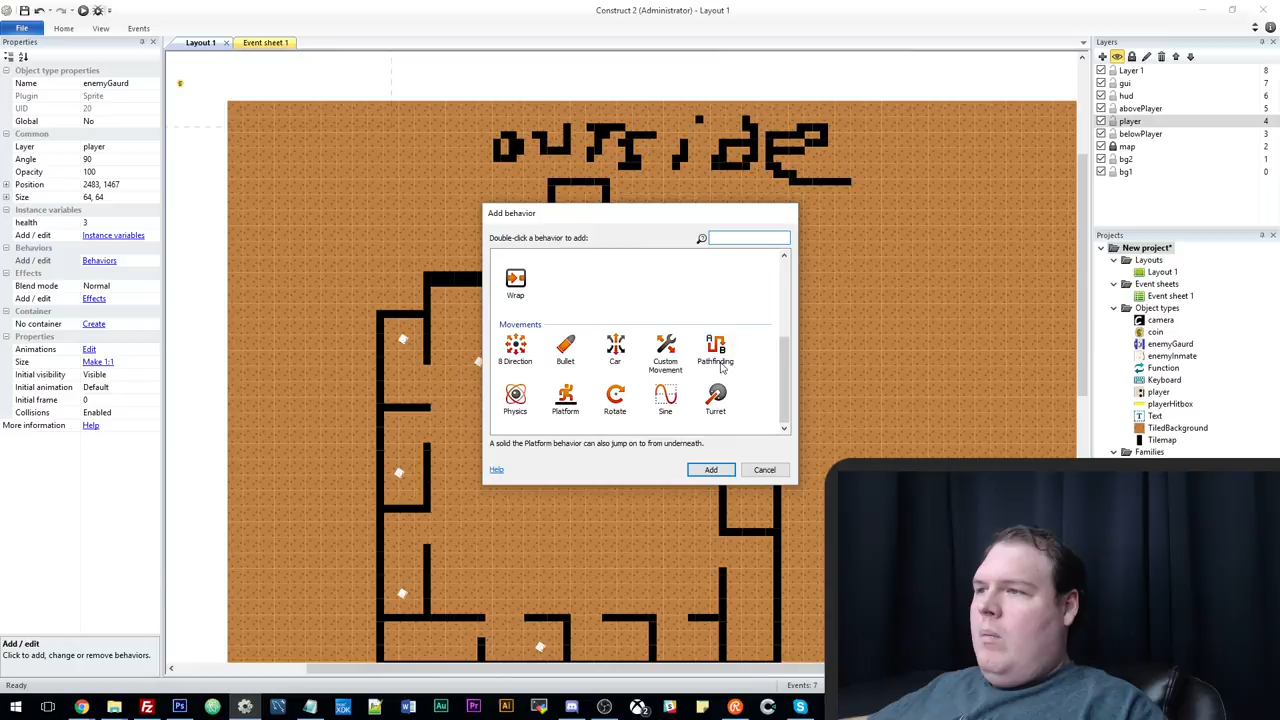 Construct 2 (Administrator) - Layout 1
File Home View Events
Properties
Object type properties
Name enemyGaurd
Plugin Sprite
UID 20
Global No
Common
Layer player
Angle 90
Opacity 100
Position 2483, 1467
Size 64, 64
Instance variables
health 3
Add / edit Instance variables
Behaviors
Add / edit Behaviors
Effects
Blend mode Normal
Add / edit Effects
Container
No container Create
Properties
Animations Edit
Size Make 1:1
Initial visibility Visible
Initial animation Default
Initial frame 0
Collisions Enabled
More information Help
Add / edit
Click to add, change or remove behaviors.
Ready
Layout 1 Event sheet 1
outside
Add behavior
Double-click a behavior to add:
Wrap
Movements
8 Direction Bullet Car Custom Movement Pathfinding
Physics Platform Rotate Sine Turret
A solid the Platform behavior can also jump on to from underneath.
Help Add Cancel
Layers
Layer 1 8
gui 7
hud 6
abovePlayer 5
player 4
belowPlayer 3
map 2
bg2 1
bg1 0
Projects
New project*
Layouts
Layout 1
Event sheets
Event sheet 1
Object types
camera
coin
enemyGaurd
enemyInmate
Function
Keyboard
player
playerHitbox
Text
TiledBackground
Tilemap
Families
Events: 7